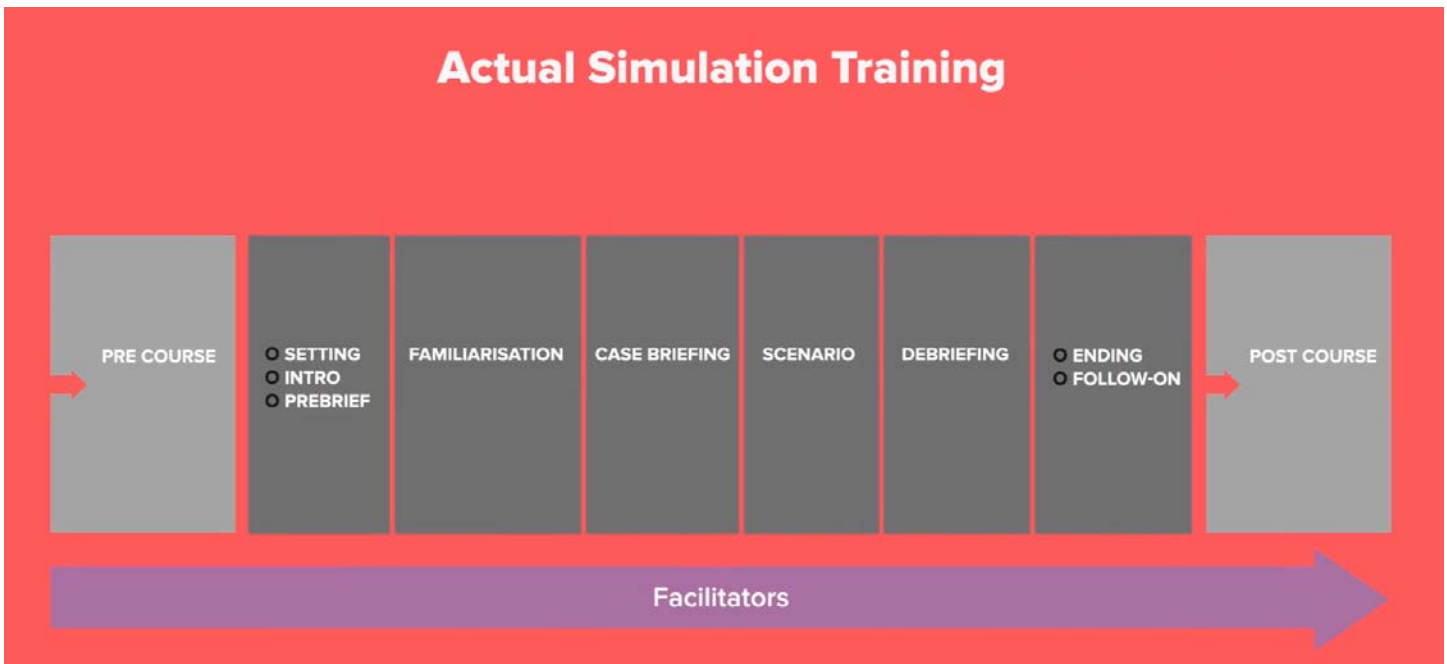 Actual Simulation Training
PRE COURSE
SETTING
INTRO
PREBRIEF
FAMILIARISATION
CASE BRIEFING
SCENARIO
DEBRIEFING
ENDING
FOLLOW-ON
POST COURSE
Facilitators